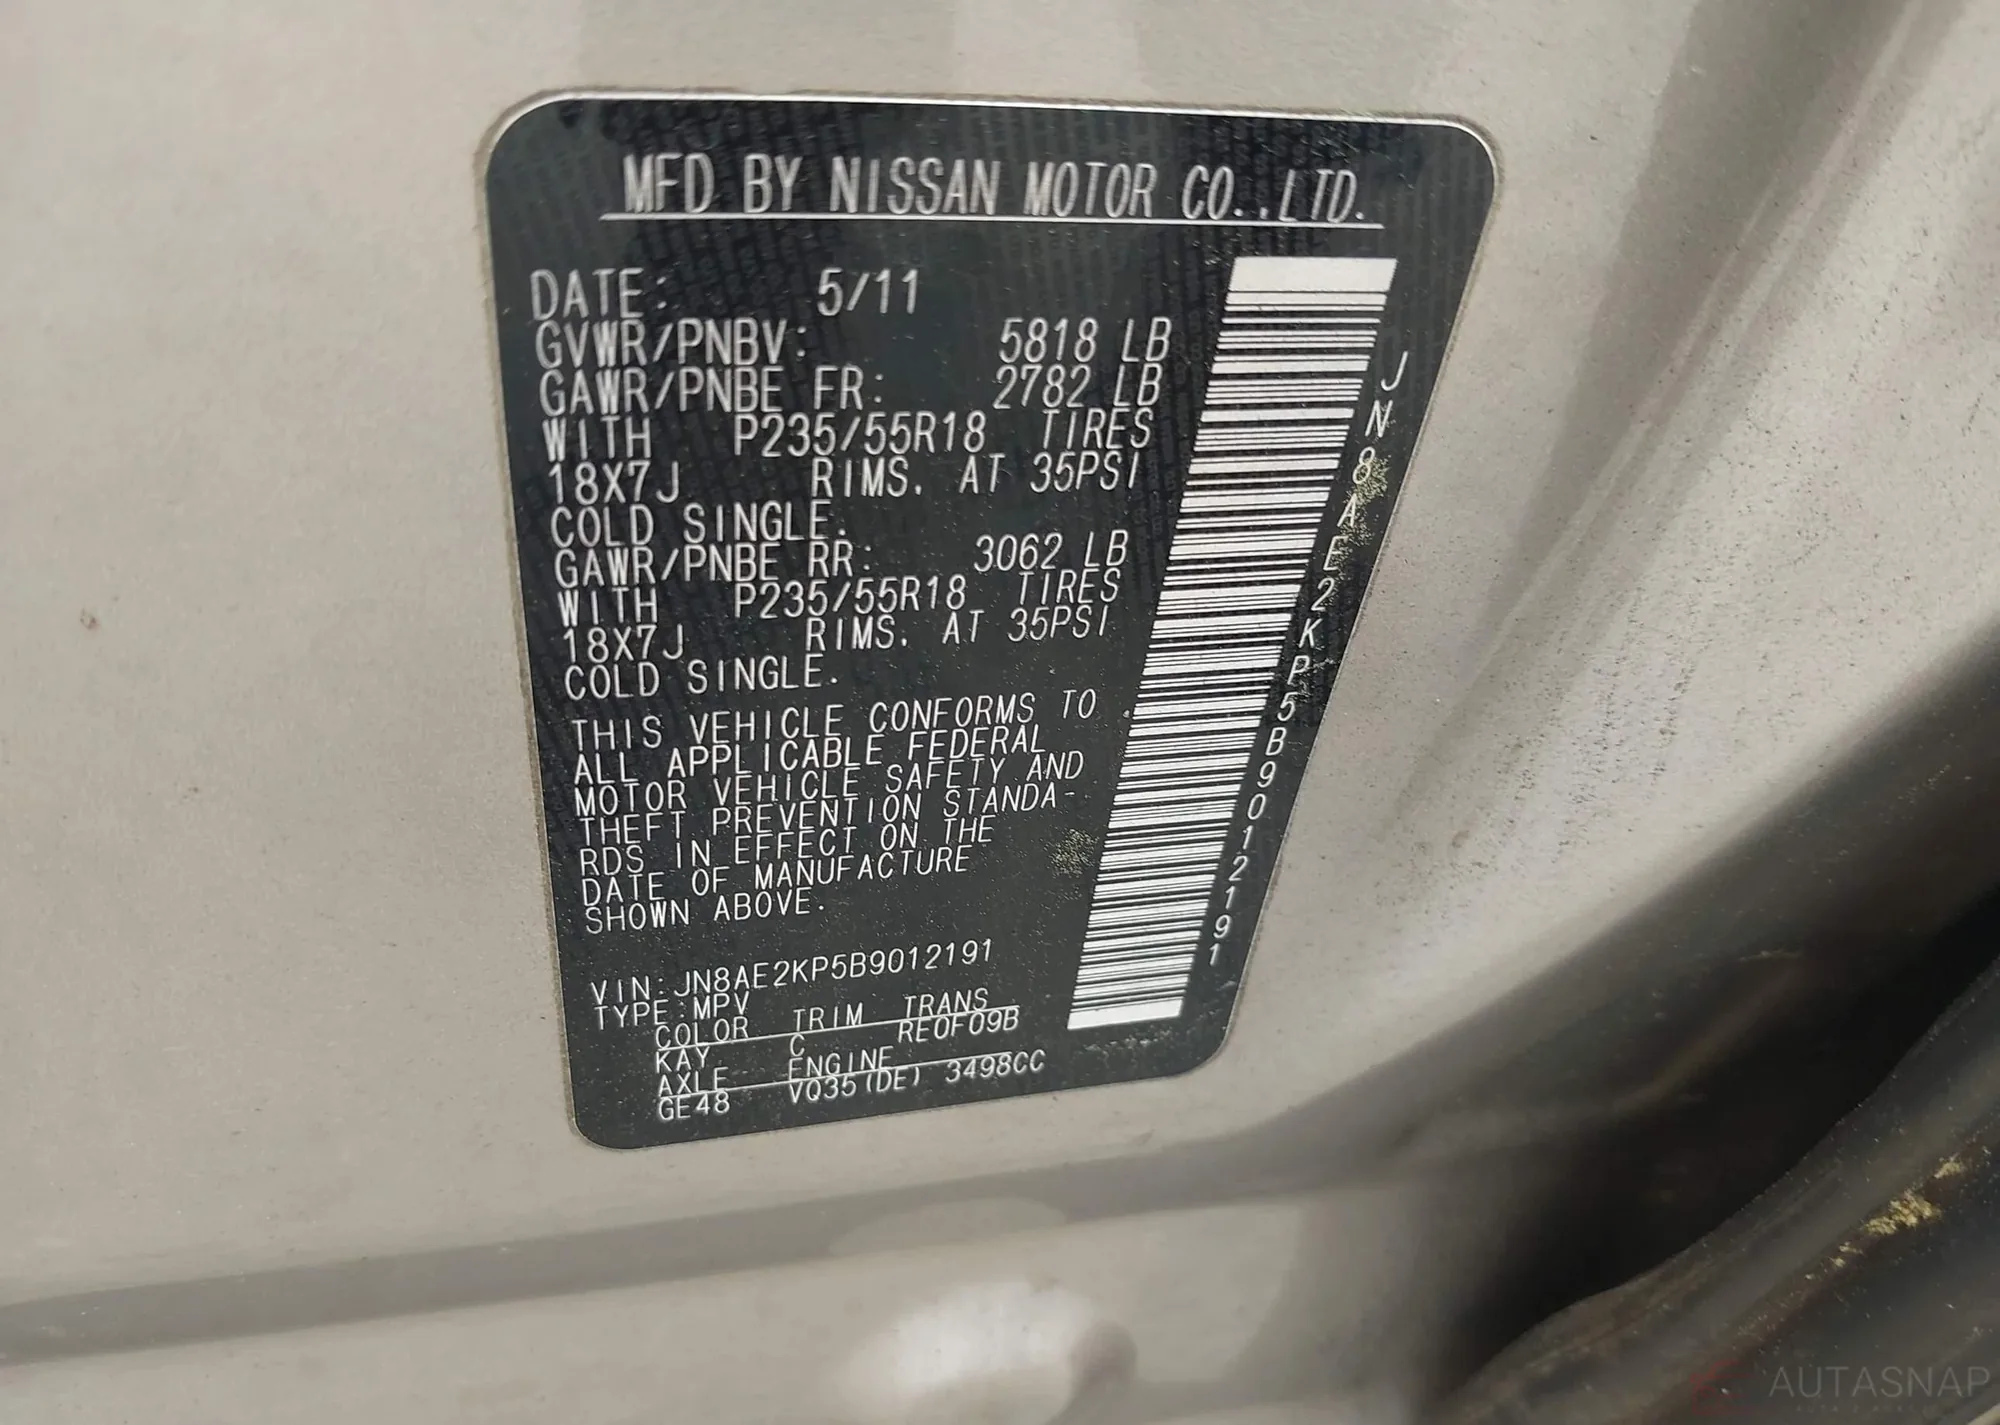 MFD BY NISSAN MOTOR CO.,LTD.
DATE: 5/11
GVWR/PNBV: 5818 LB
GAWR/PNBE FR: 2782 LB
WITH P235/55R18 TIRES
18X7J RIMS. AT 35PSI
COLD SINGLE.
GAWR/PNBE RR: 3062 LB
WITH P235/55R18 TIRES
18X7J RIMS. AT 35PSI
COLD SINGLE.
THIS VEHICLE CONFORMS TO
ALL APPLICABLE FEDERAL
MOTOR VEHICLE SAFETY AND
THEFT PREVENTION STANDA-
RDS IN EFFECT ON THE
DATE OF MANUFACTURE
SHOWN ABOVE.
VIN:JN8AE2KP5B9012191
TYPE:MPV
COLOR TRIM TRANS
KAY C RE0F09B
AXLE ENGINE
GE48 VQ35(DE) 3498CC
JN8AE2KP5B9012191
AUTASNAP